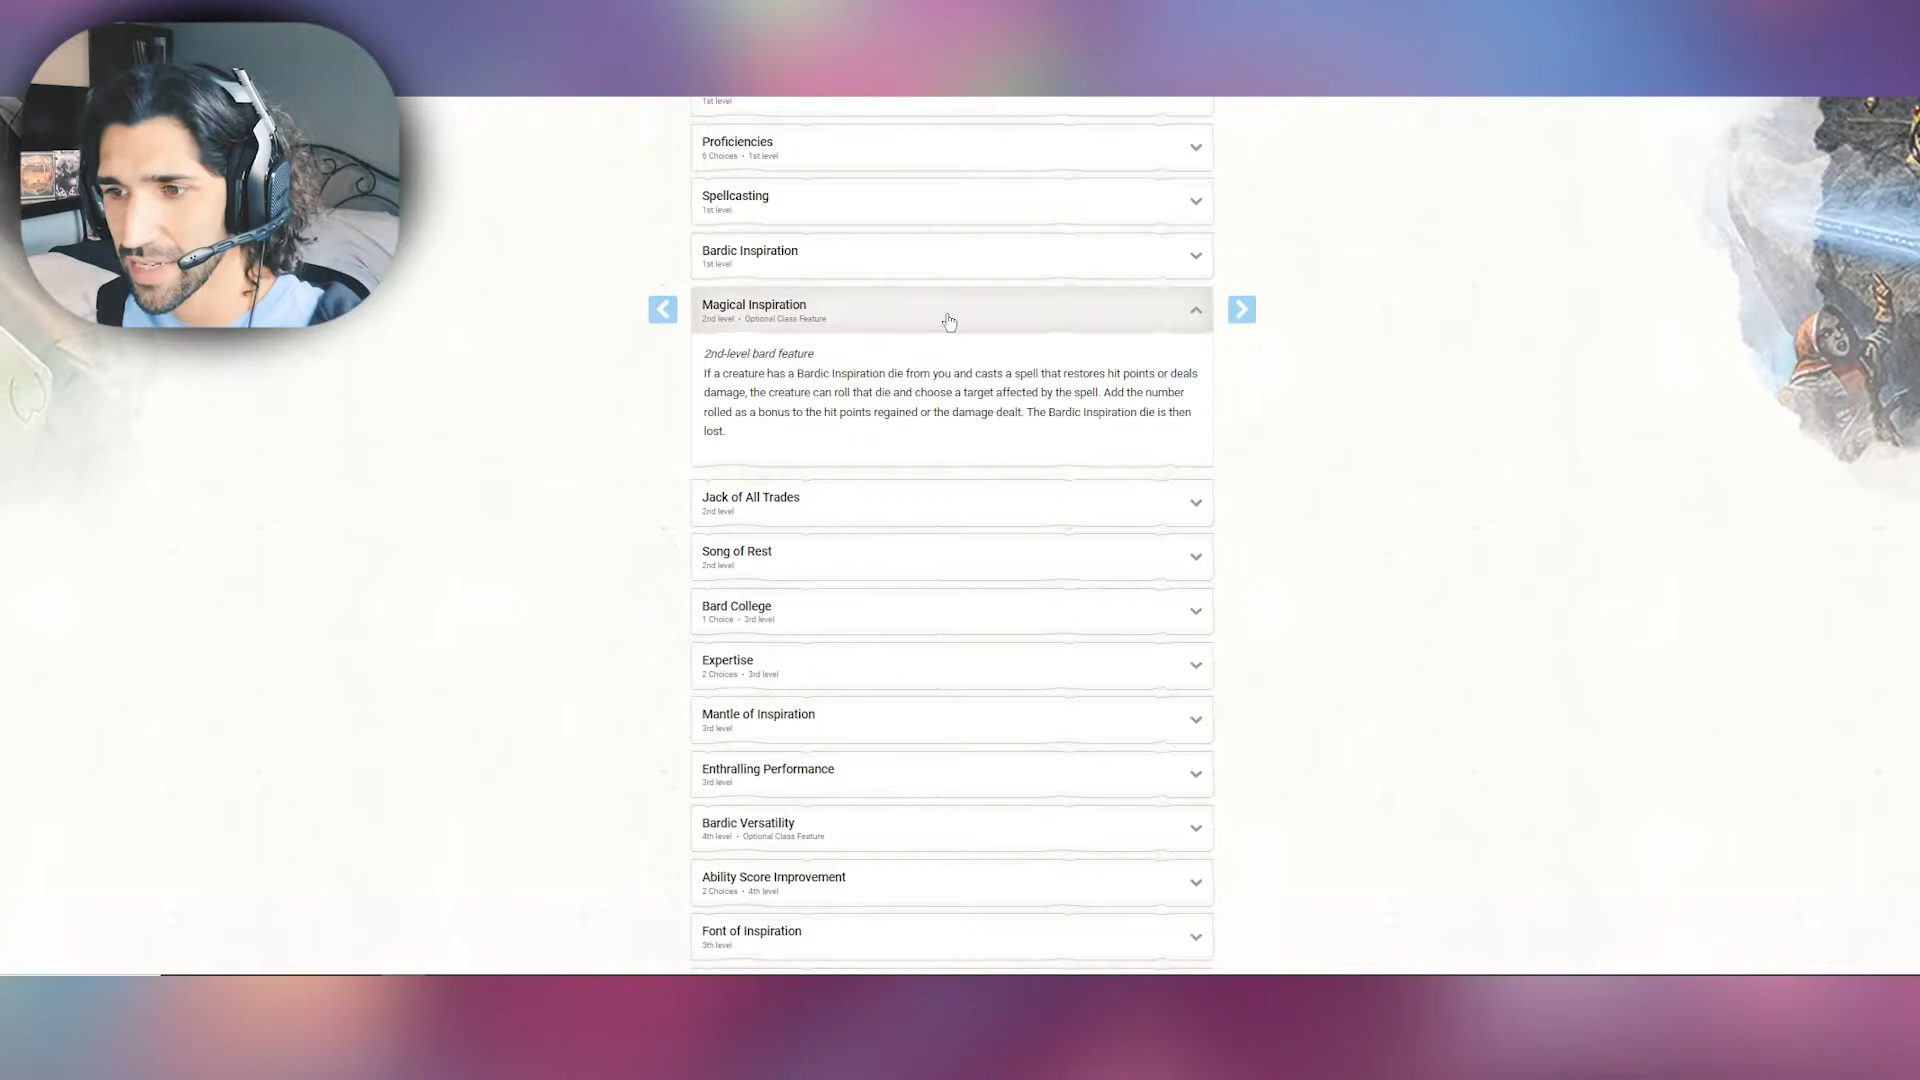 1st level
Proficiencies
6 Choices • 1st level
Spellcasting
1st level
Bardic Inspiration
1st level
Magical Inspiration
2nd level • Optional Class Feature
2nd-level bard feature
If a creature has a Bardic Inspiration die from you and casts a spell that restores hit points or deals
damage, the creature can roll that die and choose a target affected by the spell. Add the number
rolled as a bonus to the hit points regained or the damage dealt. The Bardic Inspiration die is then
lost.
Jack of All Trades
2nd level
Song of Rest
2nd level
Bard College
1 Choice • 3rd level
Expertise
2 Choices • 3rd level
Mantle of Inspiration
3rd level
Enthralling Performance
3rd level
Bardic Versatility
4th level • Optional Class Feature
Ability Score Improvement
2 Choices • 4th level
Font of Inspiration
5th level